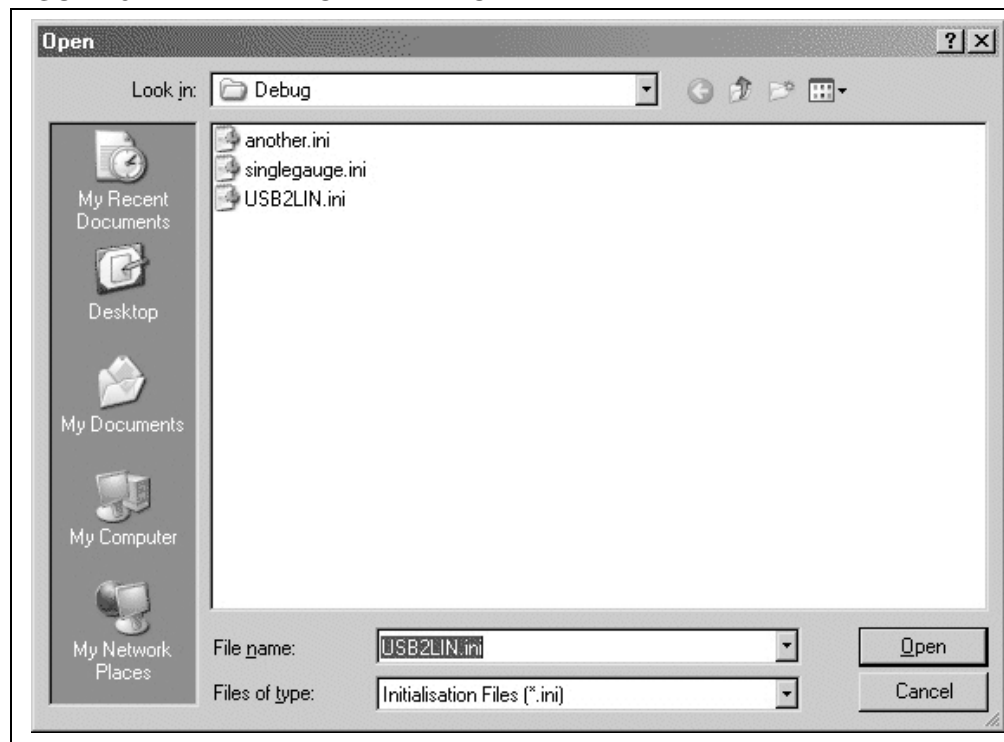 Open
Look in: Debug
another.ini
singlegauge.ini
USB2LIN.ini
My Recent
Documents
Desktop
My Documents
My Computer
My Network
Places
File name: USB2LIN.ini Open
Files of type: Initialisation Files (*.ini) Cancel